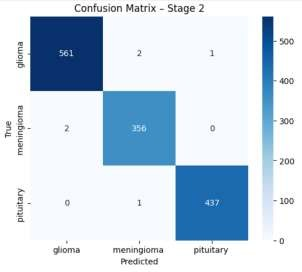 Confusion Matrix – Stage 2
True
glioma 561 2 1
meningioma 2 356 0
pituitary 0 1 437
glioma meningioma pituitary
Predicted
500
400
300
200
100
0